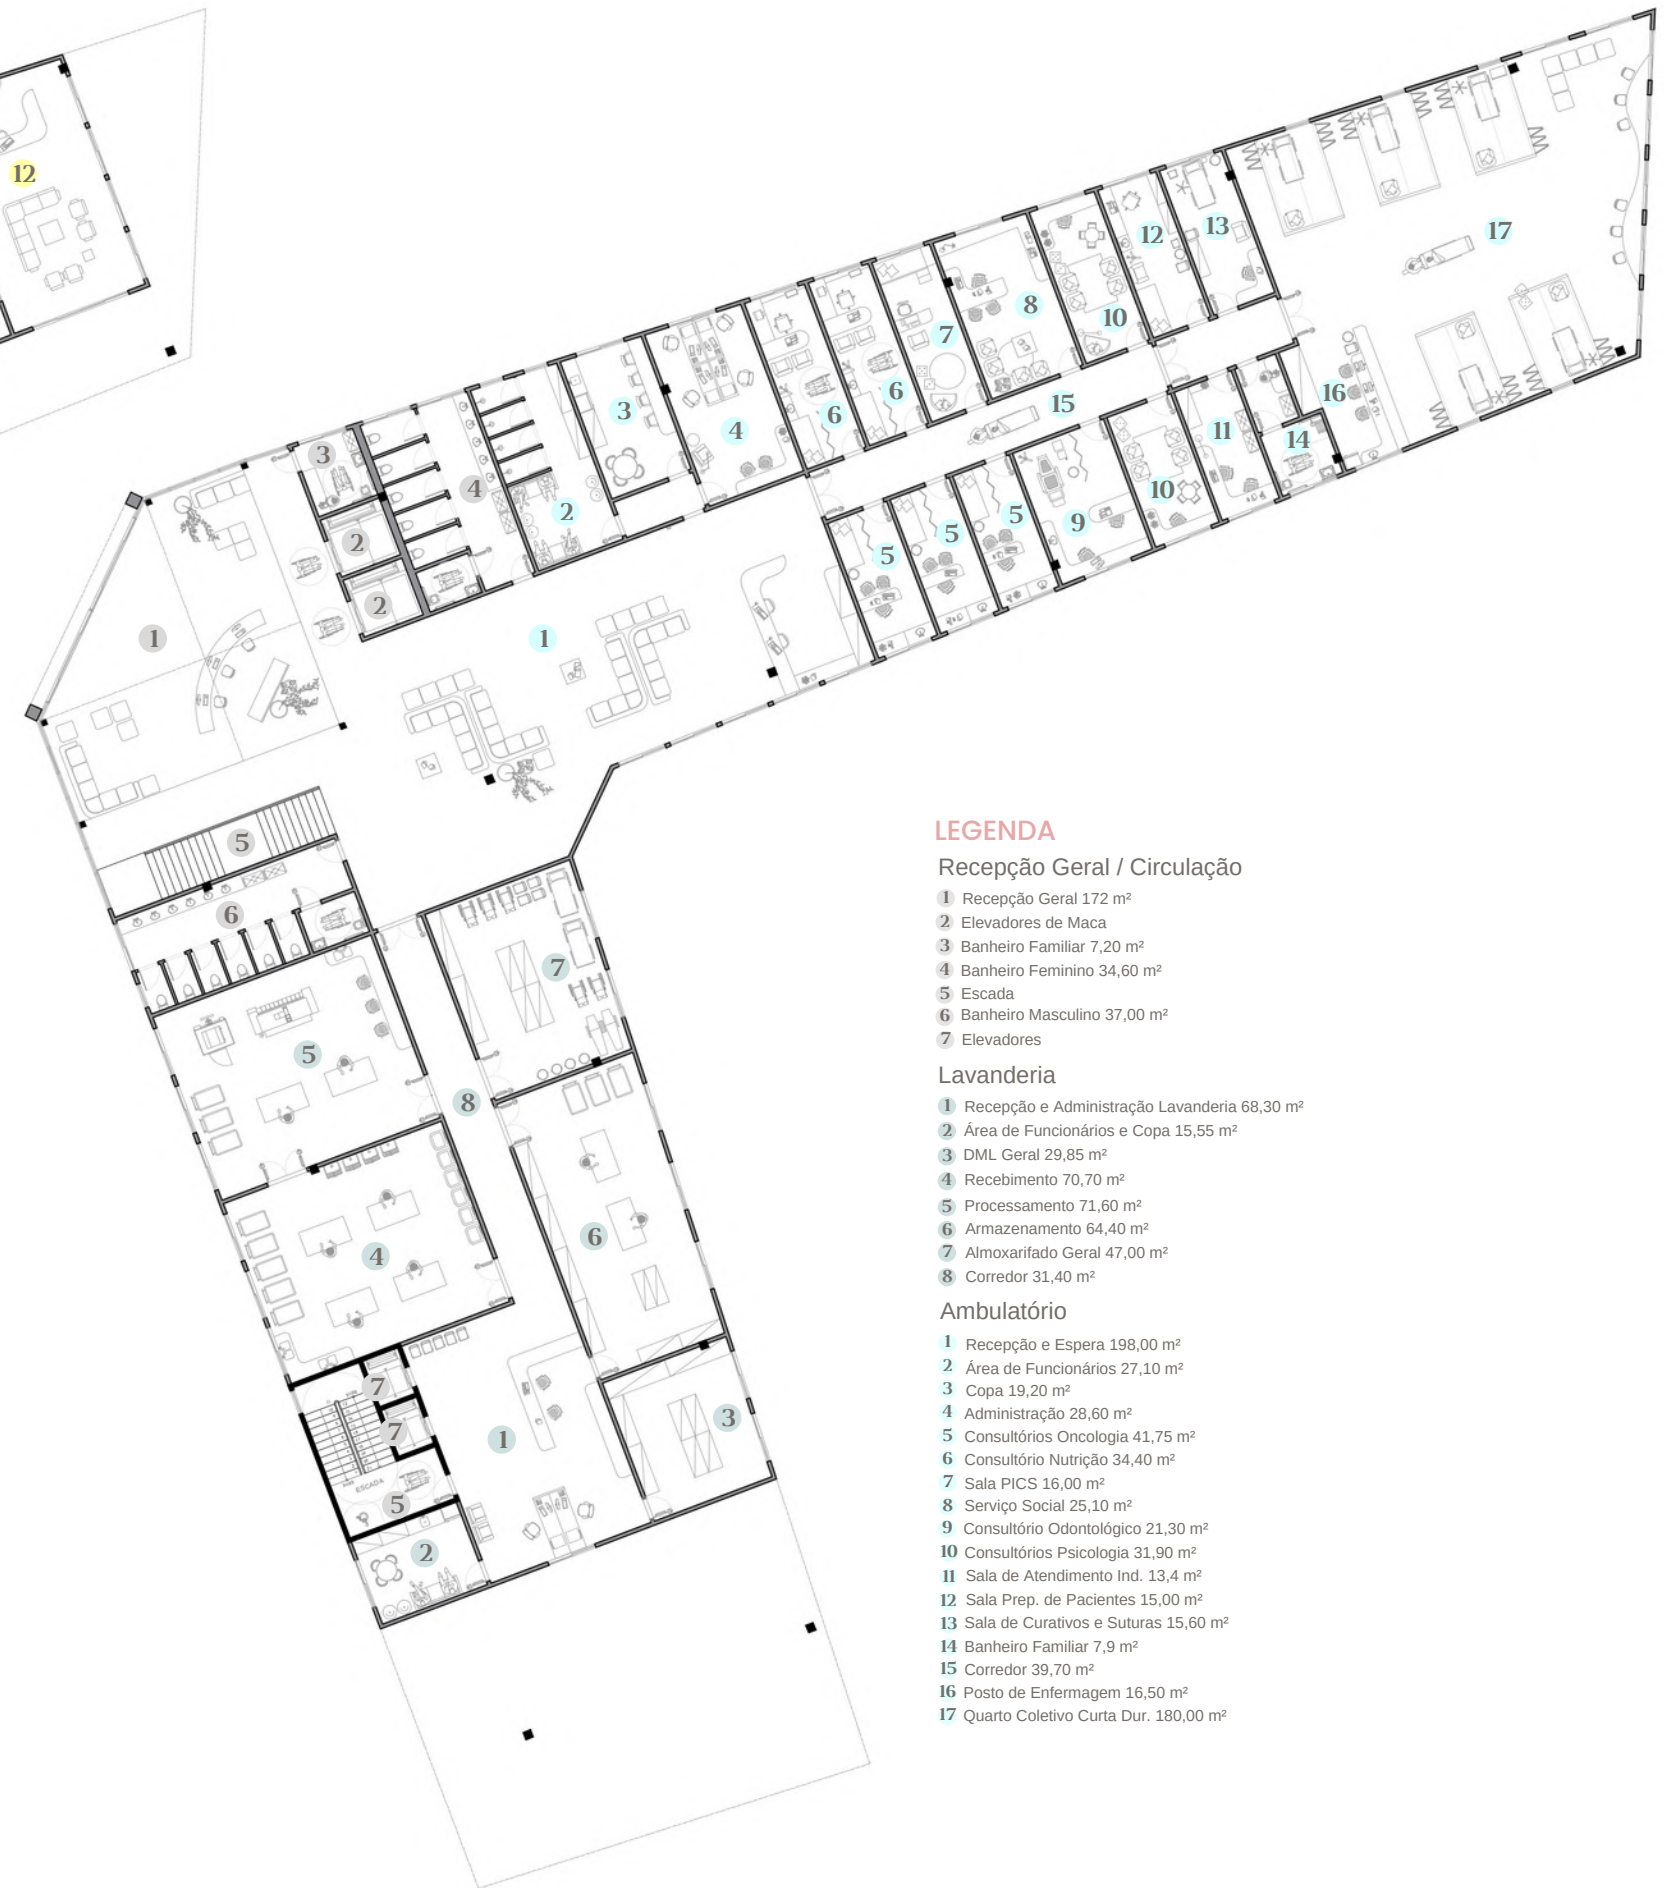 12
17
13
12
10
8
7
6
6
4
3
2
15
16
14
11
10
9
5
5
5
3
4
2
2
1
1
5
6
7
5
8
6
4
7
7
3
1
ESCADA
5
2
LEGENDA
Recepção Geral / Circulação
1 Recepção Geral 172 m²
2 Elevadores de Maca
3 Banheiro Familiar 7,20 m²
4 Banheiro Feminino 34,60 m²
5 Escada
6 Banheiro Masculino 37,00 m²
7 Elevadores
Lavanderia
1 Recepção e Administração Lavanderia 68,30 m²
2 Área de Funcionários e Copa 15,55 m²
3 DML Geral 29,85 m²
4 Recebimento 70,70 m²
5 Processamento 71,60 m²
6 Armazenamento 64,40 m²
7 Almoxarifado Geral 47,00 m²
8 Corredor 31,40 m²
Ambulatório
1 Recepção e Espera 198,00 m²
2 Área de Funcionários 27,10 m²
3 Copa 19,20 m²
4 Administração 28,60 m²
5 Consultórios Oncologia 41,75 m²
6 Consultório Nutrição 34,40 m²
7 Sala PICS 16,00 m²
8 Serviço Social 25,10 m²
9 Consultório Odontológico 21,30 m²
10 Consultórios Psicologia 31,90 m²
11 Sala de Atendimento Ind. 13,4 m²
12 Sala Prep. de Pacientes 15,00 m²
13 Sala de Curativos e Suturas 15,60 m²
14 Banheiro Familiar 7,9 m²
15 Corredor 39,70 m²
16 Posto de Enfermagem 16,50 m²
17 Quarto Coletivo Curta Dur. 180,00 m²